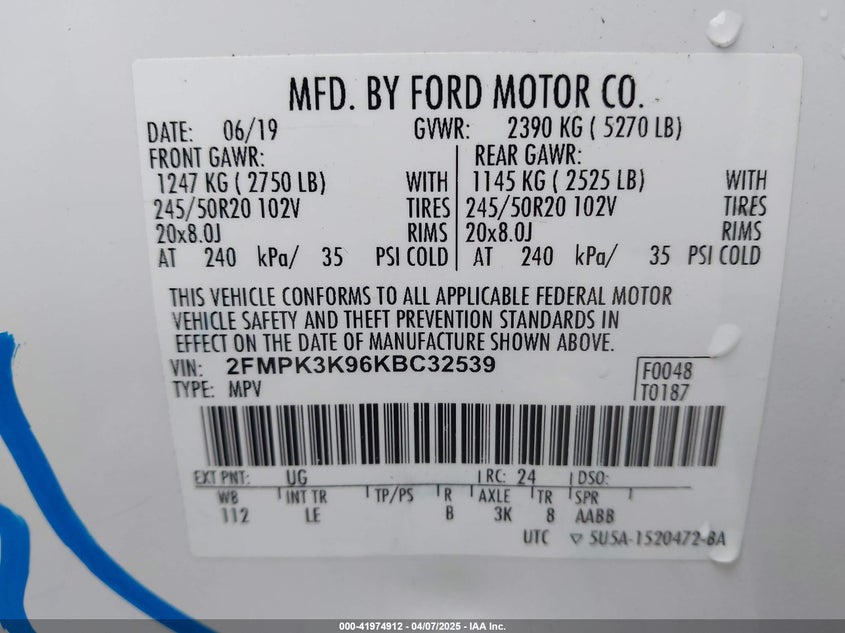 MFD. BY FORD MOTOR CO.
DATE: 06/19 GVWR: 2390 KG ( 5270 LB)
FRONT GAWR: REAR GAWR:
1247 KG ( 2750 LB) WITH 1145 KG ( 2525 LB) WITH
245/50R20 102V TIRES 245/50R20 102V TIRES
20x8.0J RIMS 20x8.0J RIMS
AT 240 kPa/ 35 PSI COLD AT 240 kPa/ 35 PSI COLD
THIS VEHICLE CONFORMS TO ALL APPLICABLE FEDERAL MOTOR
VEHICLE SAFETY AND THEFT PREVENTION STANDARDS IN
EFFECT ON THE DATE OF MANUFACTURE SHOWN ABOVE.
VIN: 2FMPK3K96KBC32539 F0048
TYPE: MPV T0187
EXT PNT: UG RC: 24 DSO:
WB INT TR TP/PS R AXLE TR SPR
112 LE B 3K 8 AABB
UTC ▽ 5U5A-1520472-BA
000-41974912 - 04/07/2025 - IAA Inc.